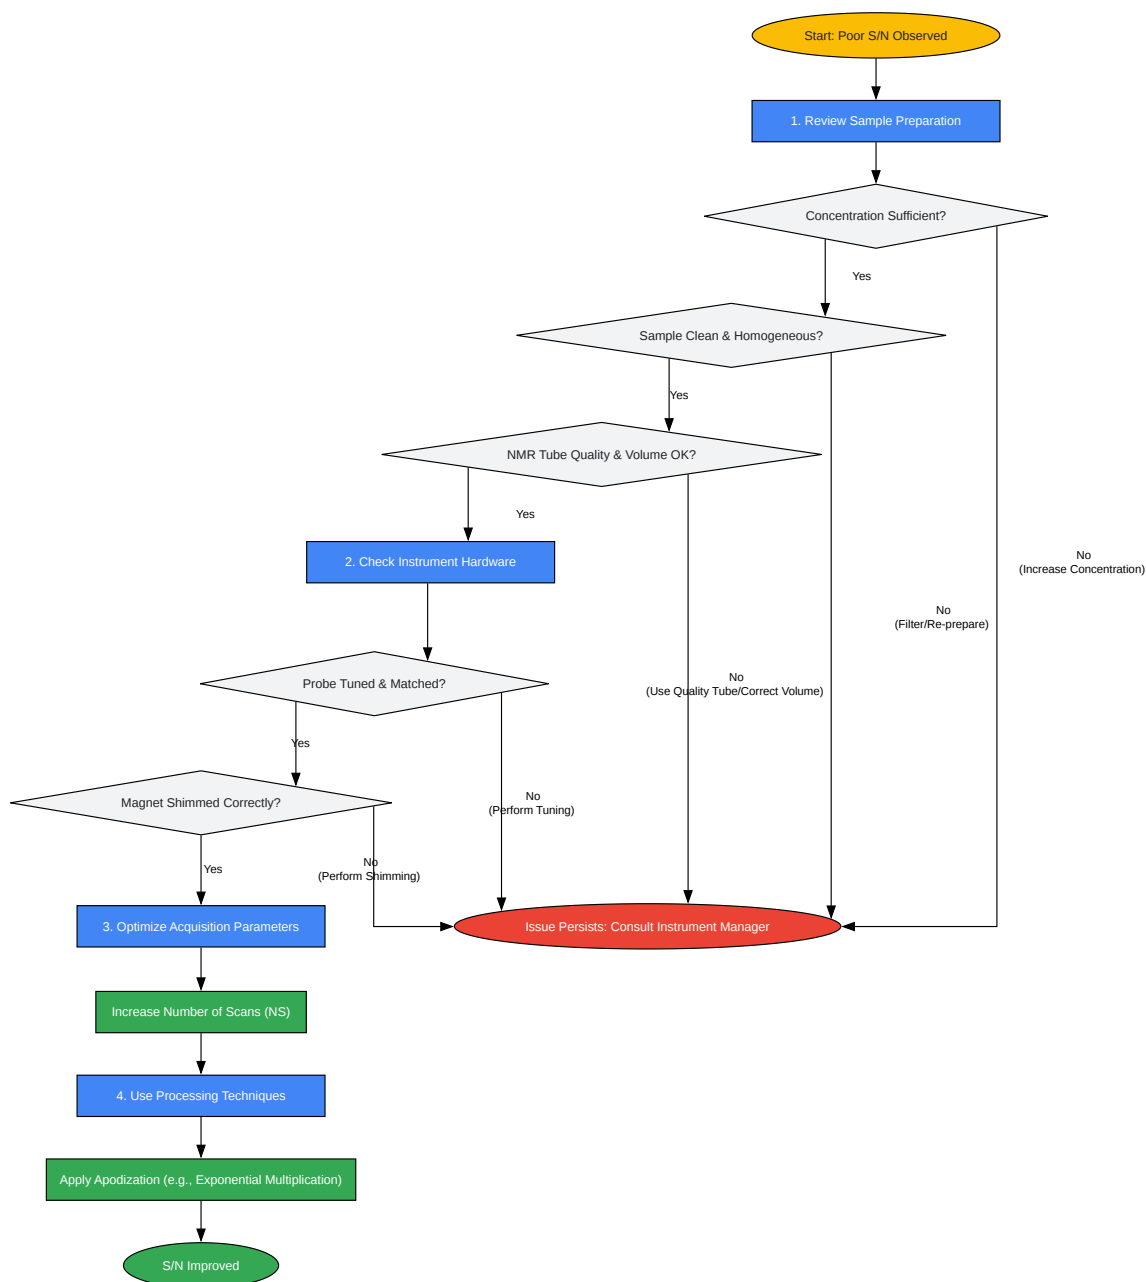 Start: Poor S/N Observed
1. Review Sample Preparation
Concentration Sufficient?
Yes
Sample Clean & Homogeneous?
Yes
NMR Tube Quality & Volume OK?
Yes
2. Check Instrument Hardware
No
(Increase Concentration)
No
(Filter/Re-prepare)
Probe Tuned & Matched?
No
(Use Quality Tube/Correct Volume)
Yes
Magnet Shimmed Correctly?
No
(Perform Tuning)
Yes
No
(Perform Shimming)
3. Optimize Acquisition Parameters
Issue Persists: Consult Instrument Manager
Increase Number of Scans (NS)
4. Use Processing Techniques
Apply Apodization (e.g., Exponential Multiplication)
S/N Improved